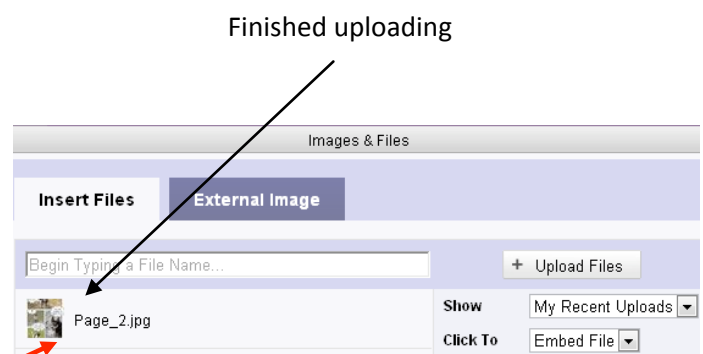 Finished uploading
Images & Files
Insert Files External Image
Begin Typing a File Name... + Upload Files
Page_2.jpg
Show My Recent Uploads
Click To Embed File